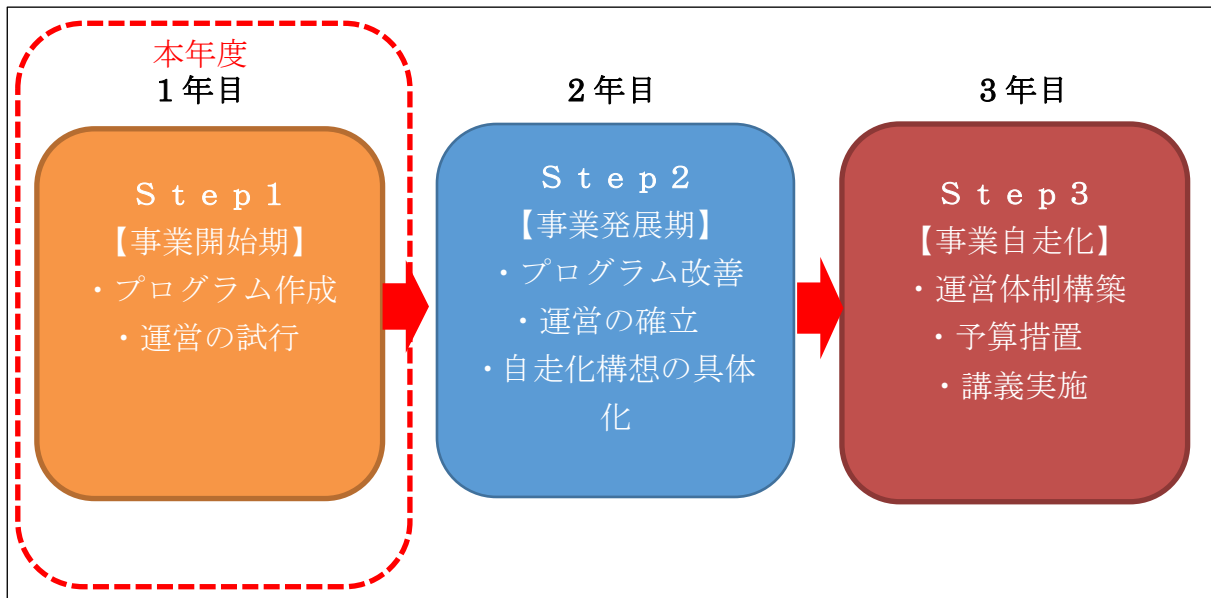 本年度
1年目
Ｓｔｅｐ１
【事業開始期】
・プログラム作成
・運営の試行
2年目
Ｓｔｅｐ２
【事業発展期】
・プログラム改善
・運営の確立
・自走化構想の具体
化
3年目
Ｓｔｅｐ３
【事業自走化】
・運営体制構築
・予算措置
・講義実施